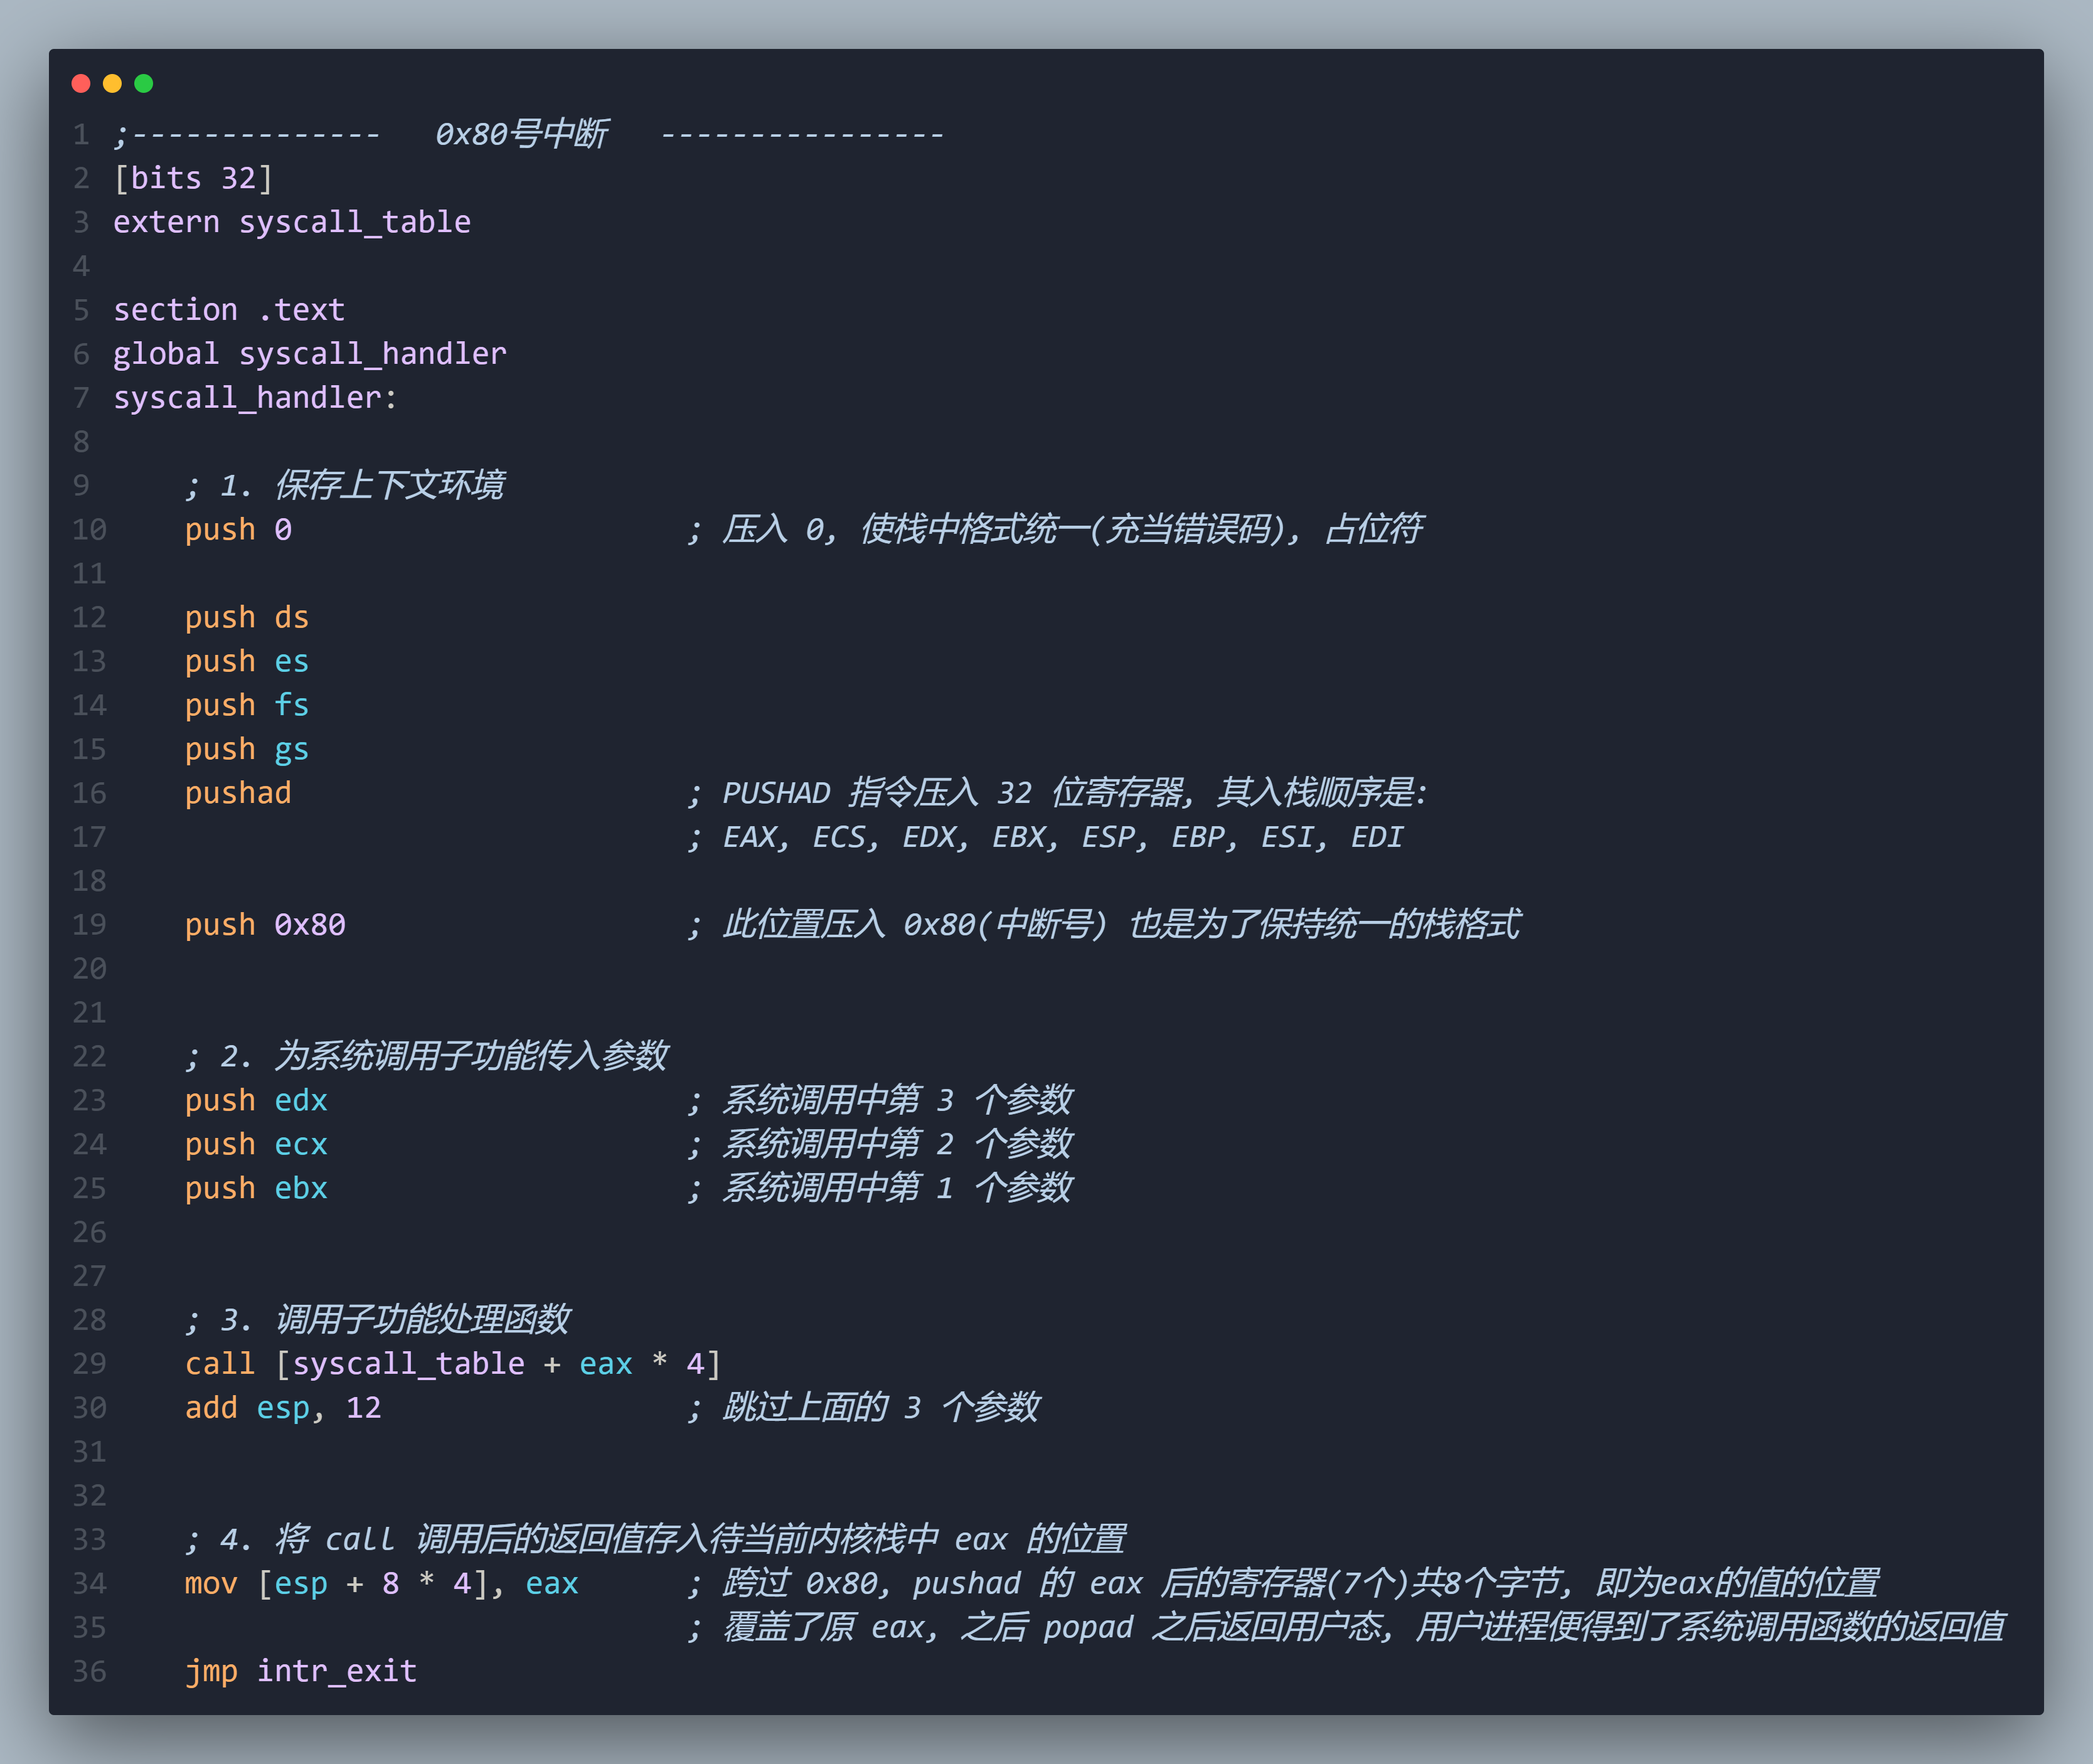 1 ;--------------   0x80号中断   ----------------
2 [bits 32]
3 extern syscall_table
4
5 section .text
6 global syscall_handler
7 syscall_handler:
8
9     ; 1. 保存上下文环境
10     push 0                      ; 压入 0, 使栈中格式统一(充当错误码), 占位符
11
12     push ds
13     push es
14     push fs
15     push gs
16     pushad                      ; PUSHAD 指令压入 32 位寄存器, 其入栈顺序是:
17                                 ; EAX, ECS, EDX, EBX, ESP, EBP, ESI, EDI
18
19     push 0x80                   ; 此位置压入 0x80(中断号) 也是为了保持统一的栈格式
20
21
22     ; 2. 为系统调用子功能传入参数
23     push edx                    ; 系统调用中第 3 个参数
24     push ecx                    ; 系统调用中第 2 个参数
25     push ebx                    ; 系统调用中第 1 个参数
26
27
28     ; 3. 调用子功能处理函数
29     call [syscall_table + eax * 4]
30     add esp, 12                 ; 跳过上面的 3 个参数
31
32
33     ; 4. 将 call 调用后的返回值存入待当前内核栈中 eax 的位置
34     mov [esp + 8 * 4], eax      ; 跨过 0x80, pushad 的 eax 后的寄存器(7个)共8个字节, 即为eax的值的位置
35                                 ; 覆盖了原 eax, 之后 popad 之后返回用户态, 用户进程便得到了系统调用函数的返回值
36     jmp intr_exit